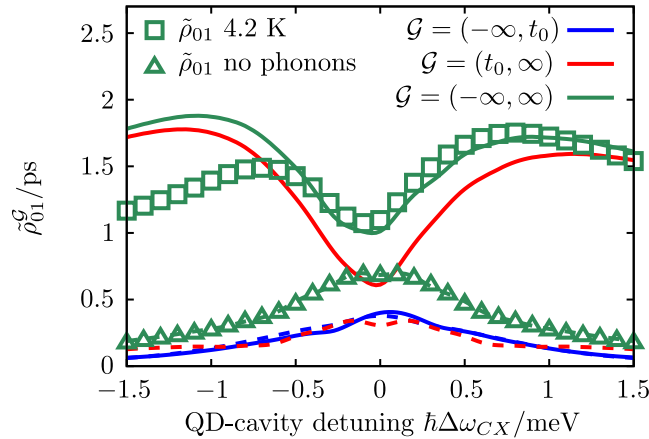 2.5
2
1.5
1
0.5
0
ρ̃₀₁ᴳ/ps
ρ̃₀₁ 4.2 K
ρ̃₀₁ no phonons
𝒢 = (−∞, t₀)
𝒢 = (t₀, ∞)
𝒢 = (−∞, ∞)
−1.5 −1 −0.5 0 0.5 1 1.5
QD-cavity detuning ℏΔω_CX/meV